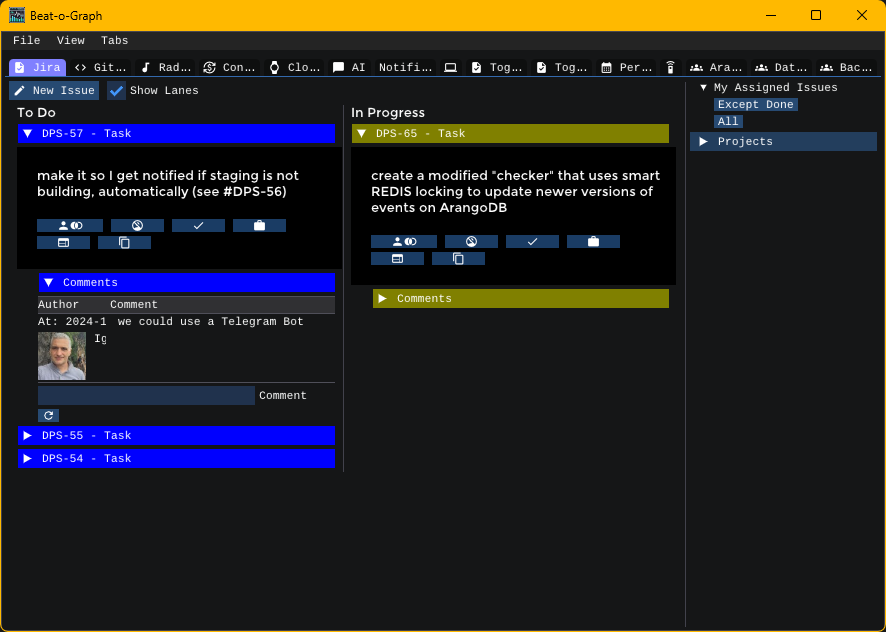 Beat-o-Graph
File View Tabs
Jira Git... Rad... Con... Clo... AI Notifi... Tog... Tog... Per... Ara... Dat... Bac...
New Issue Show Lanes
To Do
DPS-57 - Task
make it so I get notified if staging is not
building, automatically (see #DPS-56)
Comments
Author Comment
At: 2024-1 we could use a Telegram Bot
Ig
Comment
DPS-55 - Task
DPS-54 - Task
In Progress
DPS-65 - Task
create a modified "checker" that uses smart
REDIS locking to update newer versions of
events on ArangoDB
Comments
My Assigned Issues
Except Done
All
Projects